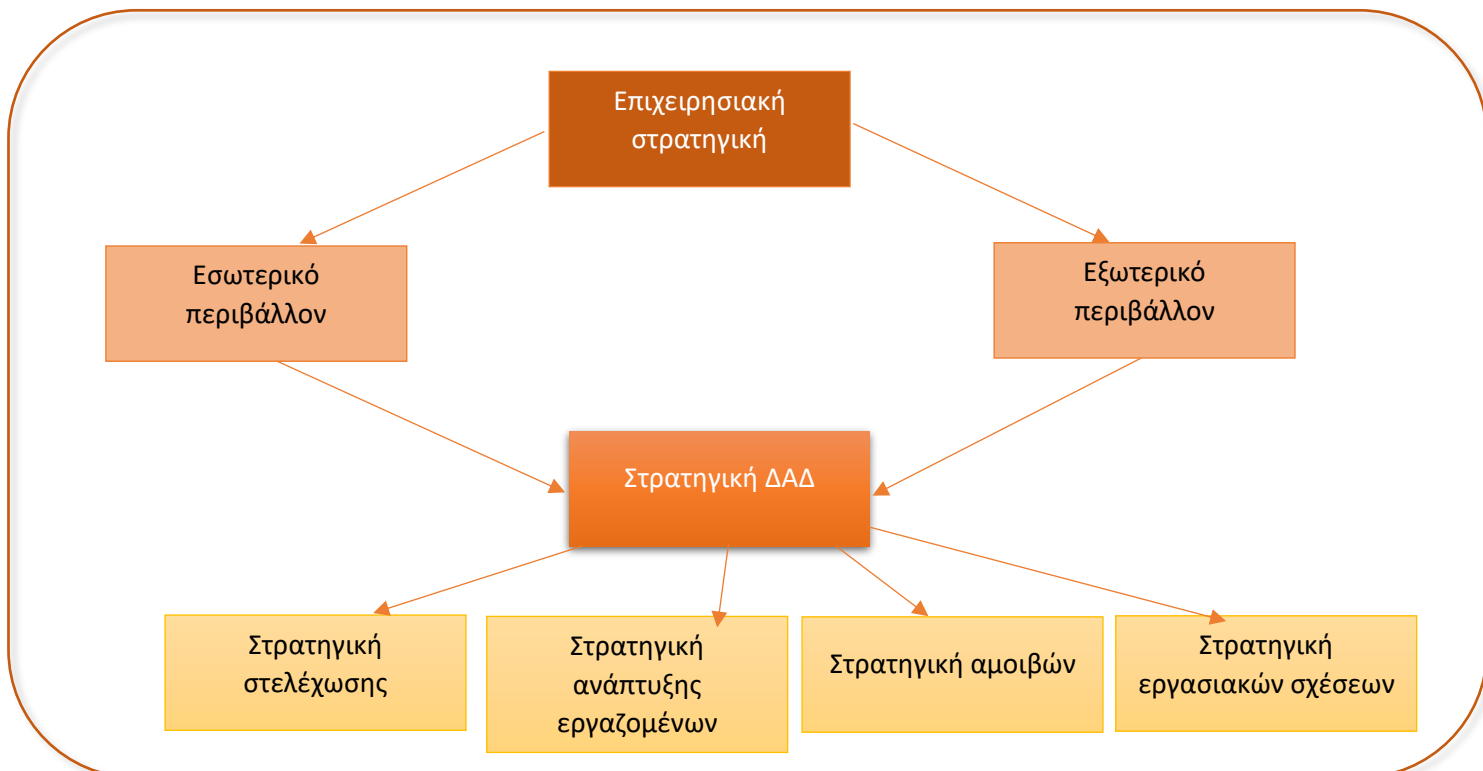 Επιχειρησιακή
στρατηγική
Εσωτερικό
περιβάλλον
Εξωτερικό
περιβάλλον
Στρατηγική ΔΑΔ
Στρατηγική
στελέχωσης
Στρατηγική
ανάπτυξης
εργαζομένων
Στρατηγική αμοιβών
Στρατηγική
εργασιακών σχέσεων